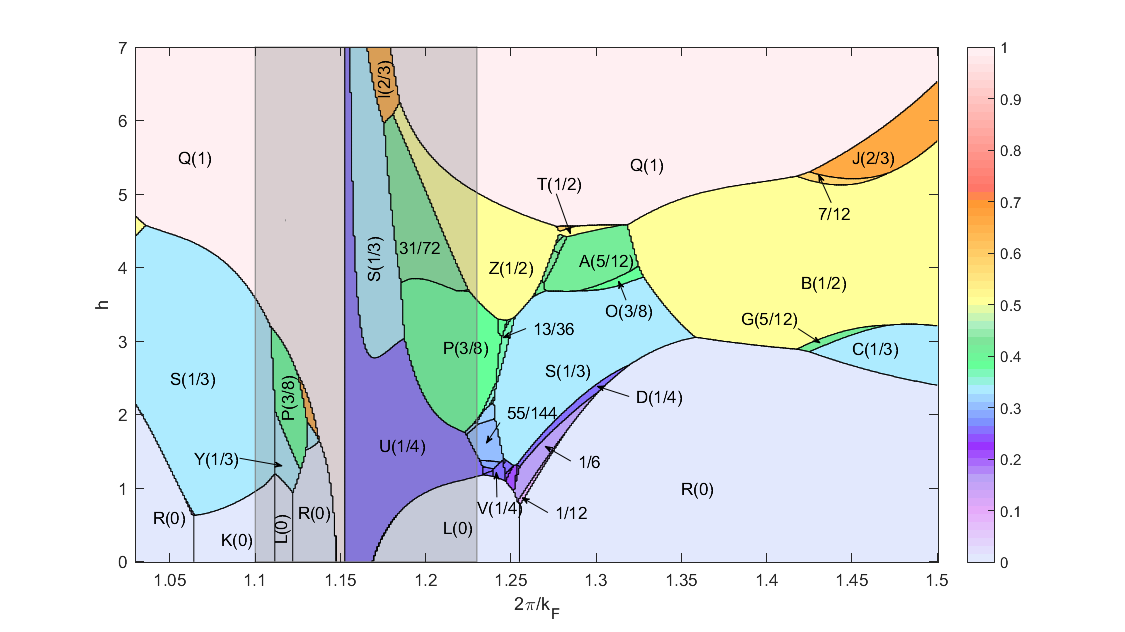 7
6
5
4
3
2
1
0
h
1.05
1.1
1.15
1.2
1.25
1.3
1.35
1.4
1.45
1.5
2π/k_F
1
0.9
0.8
0.7
0.6
0.5
0.4
0.3
0.2
0.1
0
Q(1)
I(2/3)
Q(1)
J(2/3)
T(1/2)
7/12
S(1/3)
31/72
Z(1/2)
A(5/12)
B(1/2)
O(3/8)
G(5/12)
13/36
P(3/8)
C(1/3)
S(1/3)
P(3/8)
S(1/3)
D(1/4)
55/144
Y(1/3)
U(1/4)
1/6
R(0)
R(0)
K(0)
L(0)
R(0)
L(0)
V(1/4)
1/12